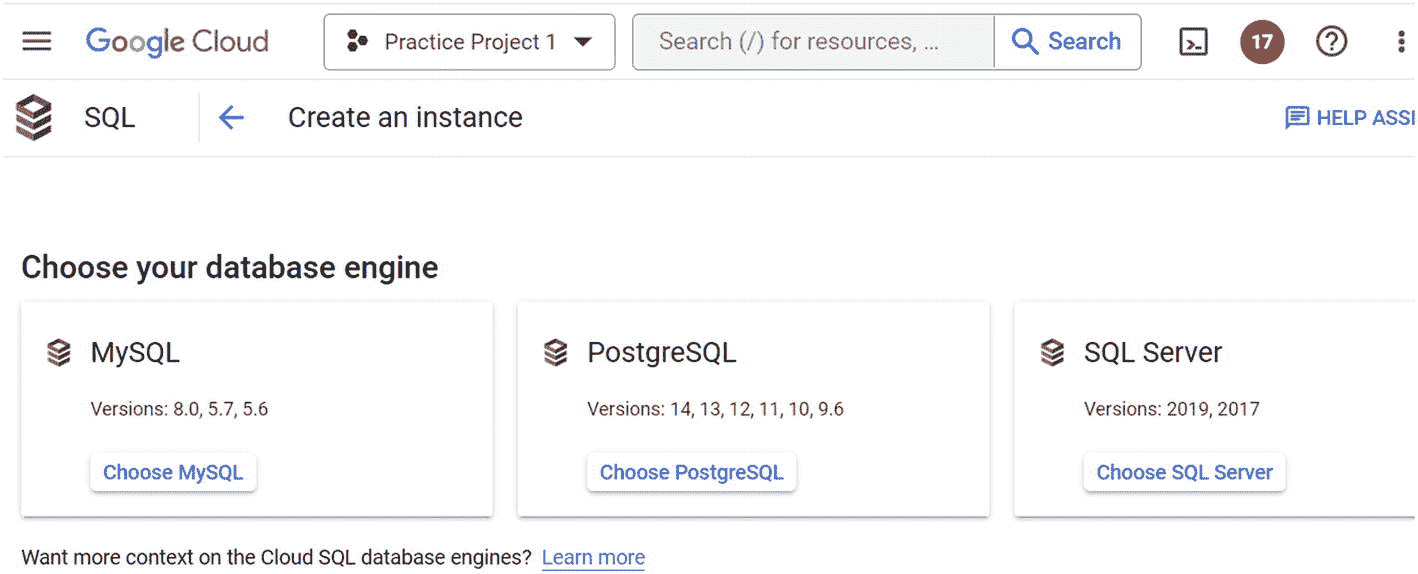 Google Cloud Practice Project 1 Search (/) for resources, ... Search 17
SQL Create an instance HELP ASSI
Choose your database engine
MySQL PostgreSQL SQL Server
Versions: 8.0, 5.7, 5.6 Versions: 14, 13, 12, 11, 10, 9.6 Versions: 2019, 2017
Choose MySQL Choose PostgreSQL Choose SQL Server
Want more context on the Cloud SQL database engines? Learn more